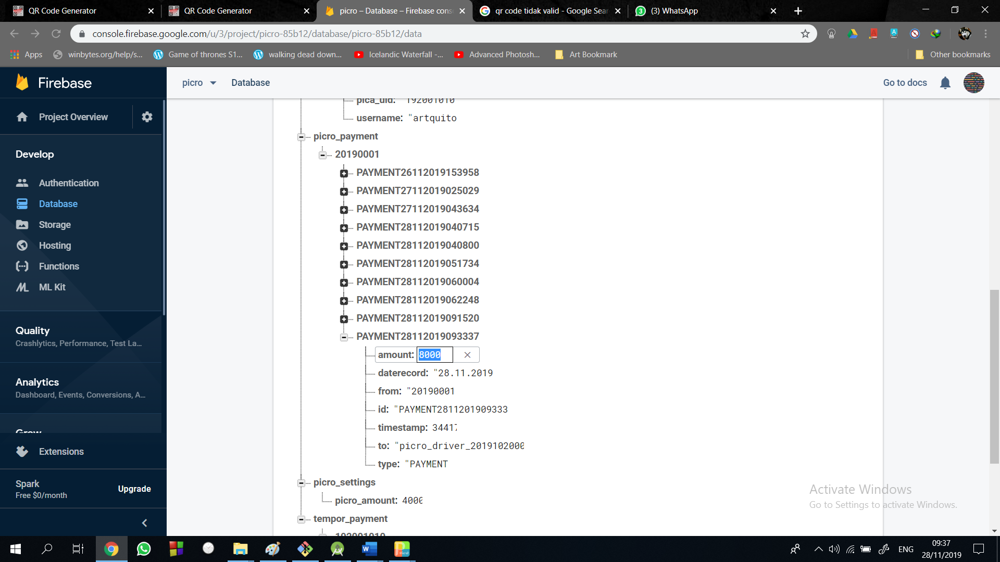 QR Code Generator
QR Code Generator
picro – Database – Firebase cons
qr code tidak valid - Google Sear
(3) WhatsApp
console.firebase.google.com/u/3/project/picro-85b12/database/picro-85b12/data
Apps
winbytes.org/help/s...
Game of thrones S1...
walking dead down...
Icelandic Waterfall -...
Advanced Photosh...
Art Bookmark
Other bookmarks
Firebase
picro
Database
Go to docs
Project Overview
Develop
Authentication
Database
Storage
Hosting
Functions
ML Kit
Quality
Crashlytics, Performance, Test La...
Analytics
Dashboard, Events, Conversions, A...
Grow
Extensions
Spark
Free $0/month
Upgrade
pica_uid: "192001010
username: "artquito
picro_payment
20190001
PAYMENT26112019153958
PAYMENT27112019025029
PAYMENT27112019043634
PAYMENT28112019040715
PAYMENT28112019040800
PAYMENT28112019051734
PAYMENT28112019060004
PAYMENT28112019062248
PAYMENT28112019091520
PAYMENT28112019093337
amount: 8000
daterecord: "28.11.2019
from: "20190001
id: "PAYMENT2811201909333
timestamp: 34417
to: "picro_driver_2019102000
type: "PAYMENT
picro_settings
picro_amount: 4000
tempor_payment
192001010
Activate Windows
Go to Settings to activate Windows.
ENG
09:37
28/11/2019